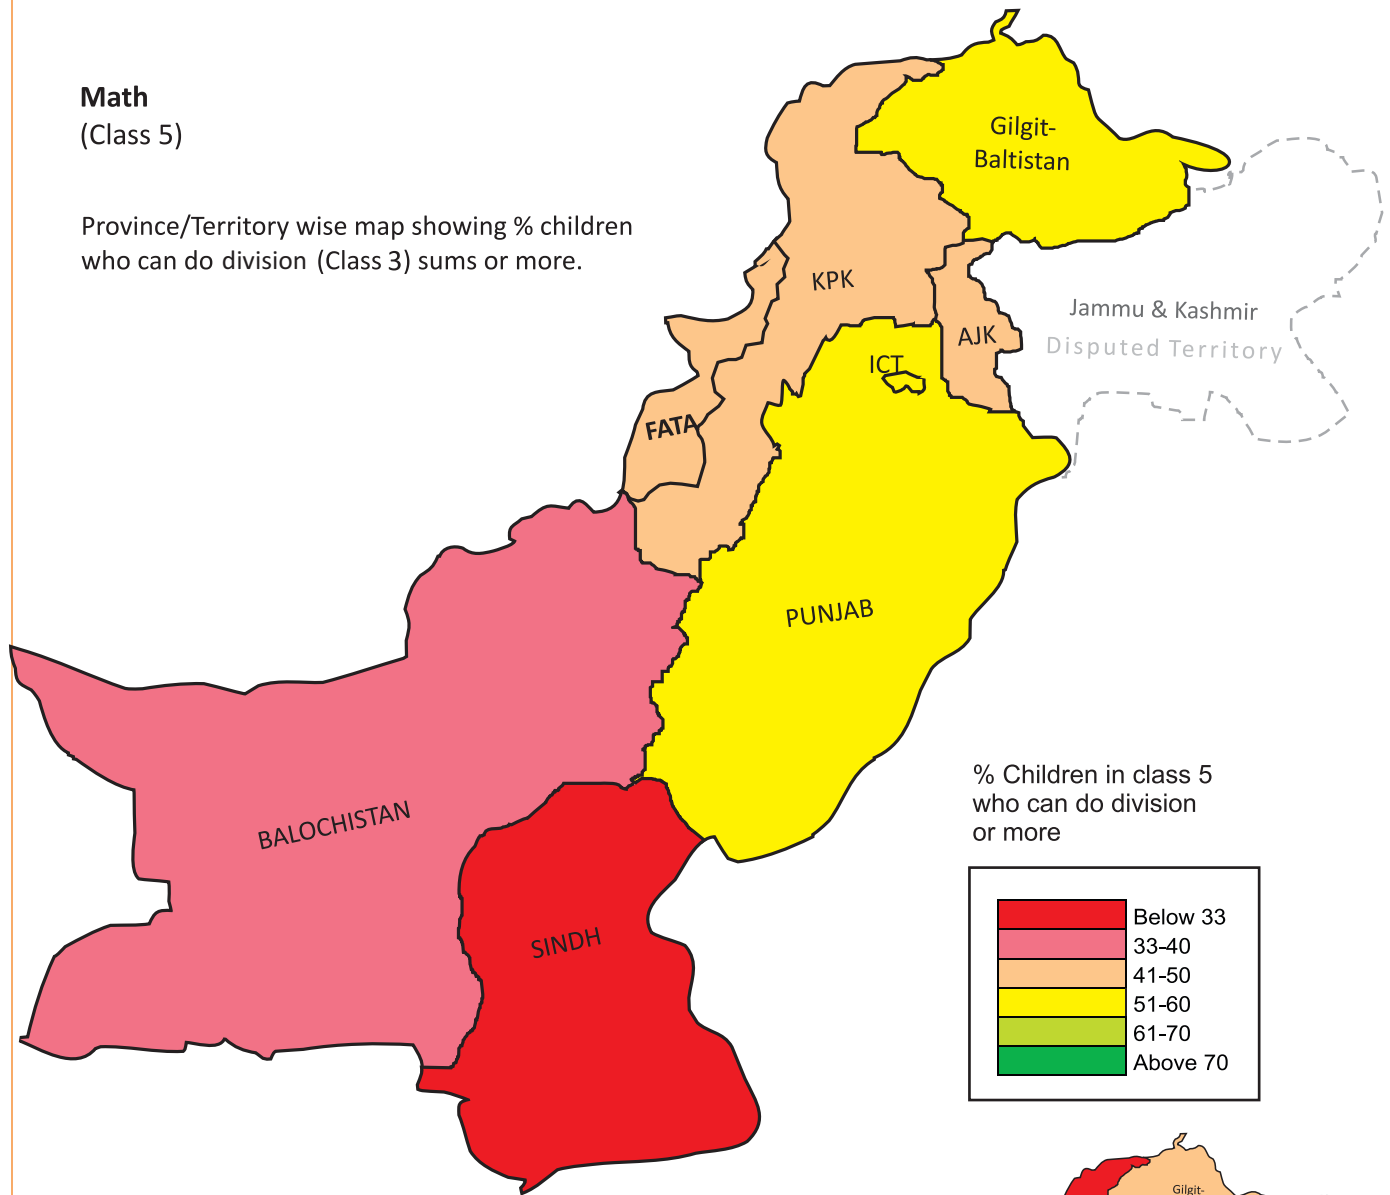 Math
(Class 5)
Province/Territory wise map showing % children
who can do division (Class 3) sums or more.
Gilgit-
Baltistan
KPK
AJK
Jammu & Kashmir
Disputed Territory
ICT
FATA
PUNJAB
BALOCHISTAN
SINDH
% Children in class 5
who can do division
or more
Below 33
33-40
41-50
51-60
61-70
Above 70
Gilgit-